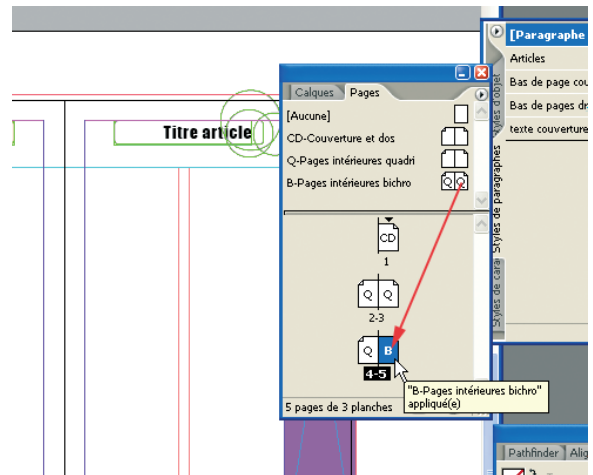 Titre article
Calques
Pages
[Aucune]
CD-Couverture et dos
Q-Pages intérieures quadri
B-Pages intérieures bichro
Q Q
CD
1
Q Q
2-3
Q B
4-5
"B-Pages intérieures bichro"
appliqué(e)
5 pages de 3 planches
[Paragraphe
Articles
Bas de page cou
Bas de pages dr
texte couverture
Styles d'objet
Styles de paragraphes
Styles de cara
Pathfinder
Alig